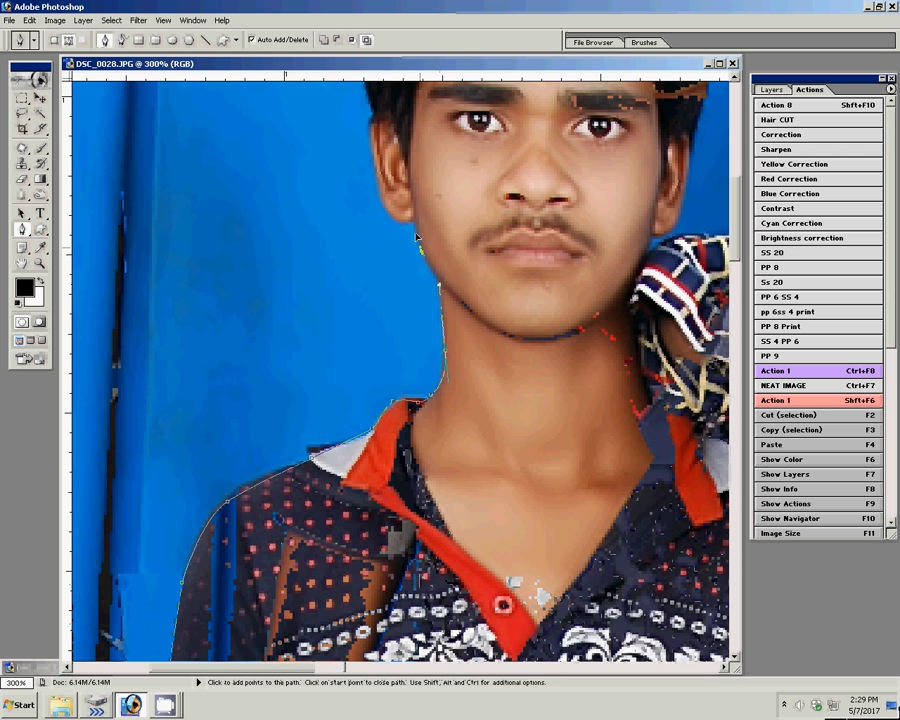 Adobe Photoshop
File Edit Image Layer Select Filter View Window Help
Auto Add/Delete
File Browser Brushes
DSC_0028.JPG @ 300% (RGB)
Layers Actions
Action 8 Shft+F10
Hair CUT
Correction
Sharpen
Yellow Correction
Red Correction
Blue Correction
Contrast
Cyan Correction
Brightness correction
SS 20
PP 8
Ss 20
PP 6 SS 4
pp 6ss 4 print
PP 8 Print
SS 4 PP 6
PP 9
Action 1 Ctrl+F8
NEAT IMAGE Ctrl+F7
Action 1 Shft+F6
Cut (selection) F2
Copy (selection) F3
Paste F4
Show Color F6
Show Layers F7
Show Info F8
Show Actions F9
Show Navigator F10
Image Size F11
300% Doc: 6.14M/6.14M Click to add points to the path. Click on start point to close path. Use Shift, Alt and Ctrl for additional options.
Start
2:29 PM
5/7/2017